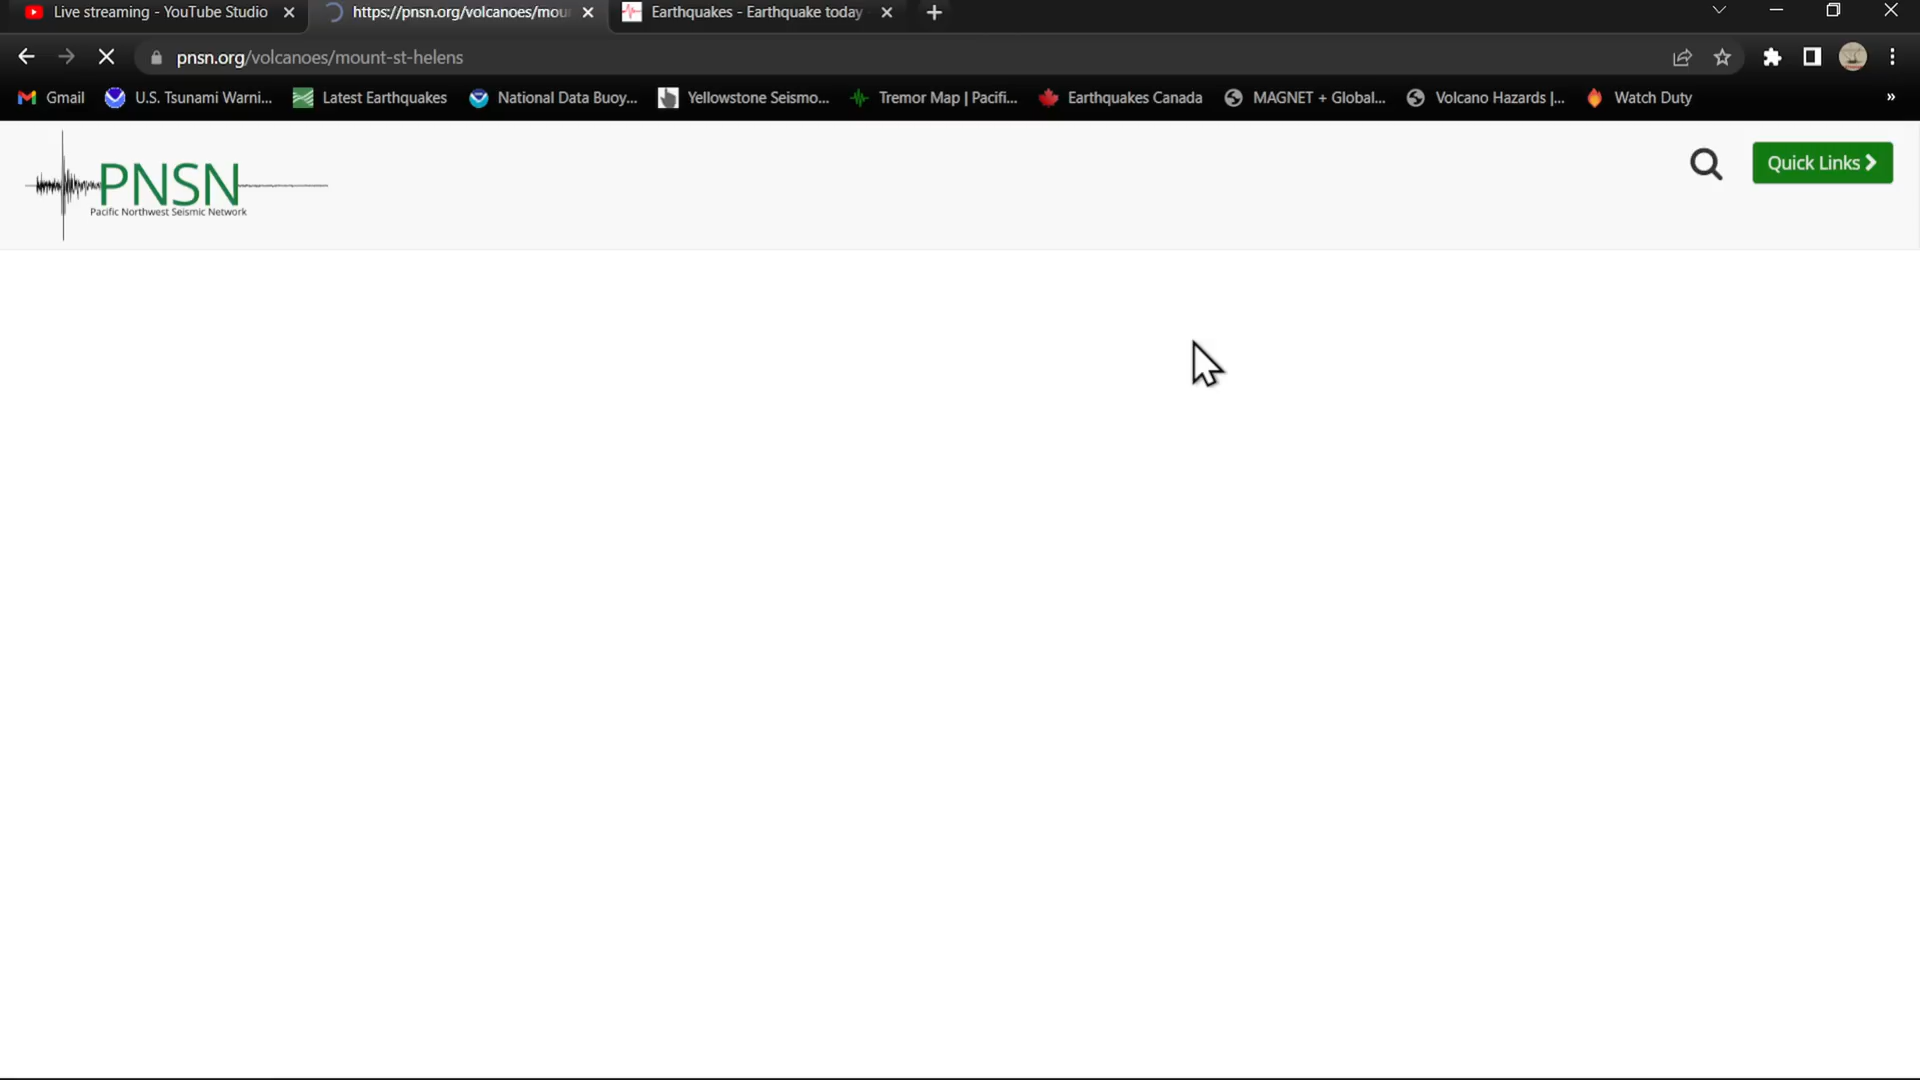 Live streaming - YouTube Studio
https://pnsn.org/volcanoes/mou
Earthquakes - Earthquake today
pnsn.org/volcanoes/mount-st-helens
Gmail
U.S. Tsunami Warni...
Latest Earthquakes
National Data Buoy...
Yellowstone Seismo...
Tremor Map | Pacifi...
Earthquakes Canada
MAGNET + Global...
Volcano Hazards |...
Watch Duty
»
PNSN
Pacific Northwest Seismic Network
Quick Links